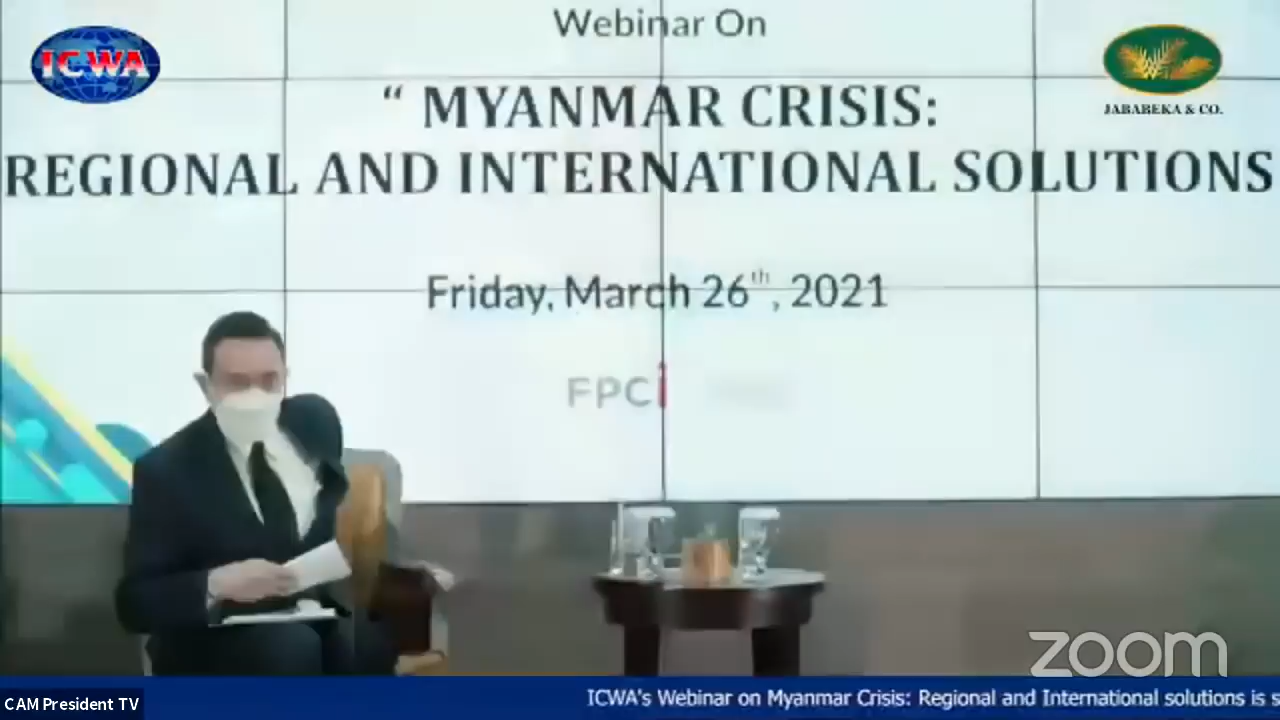 Webinar On
ICWA
“ MYANMAR CRISIS:
REGIONAL AND INTERNATIONAL SOLUTIONS
JABABEKA & CO.
Friday, March 26th, 2021
FPCi
zoom
CAM President TV
ICWA's Webinar on Myanmar Crisis: Regional and International solutions is s